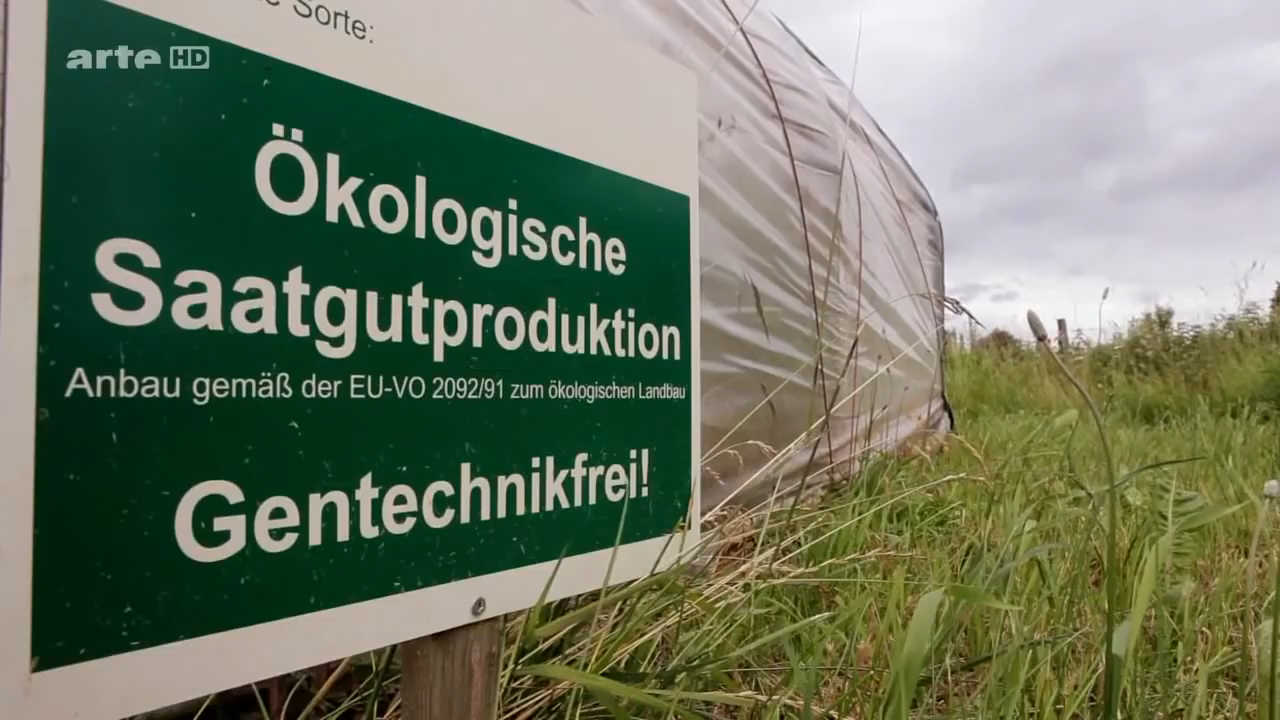 Sorte:
arte HD
Ökologische
Saatgutproduktion
Anbau gemäß der EU-VO 2092/91 zum ökologischen Landbau
Gentechnikfrei!